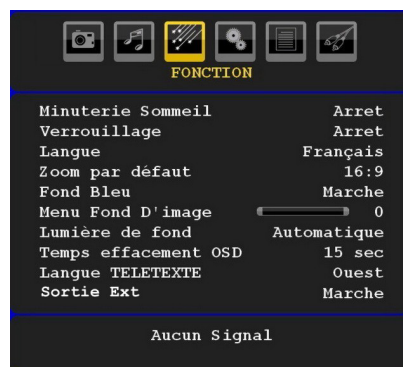 FONCTION
Minuterie Sommeil Arret
Verrouillage Arret
Langue Français
Zoom par défaut 16:9
Fond Bleu Marche
Menu Fond D'image 0
Lumière de fond Automatique
Temps effacement OSD 15 sec
Langue TELETEXTE Ouest
Sortie Ext Marche
Aucun Signal